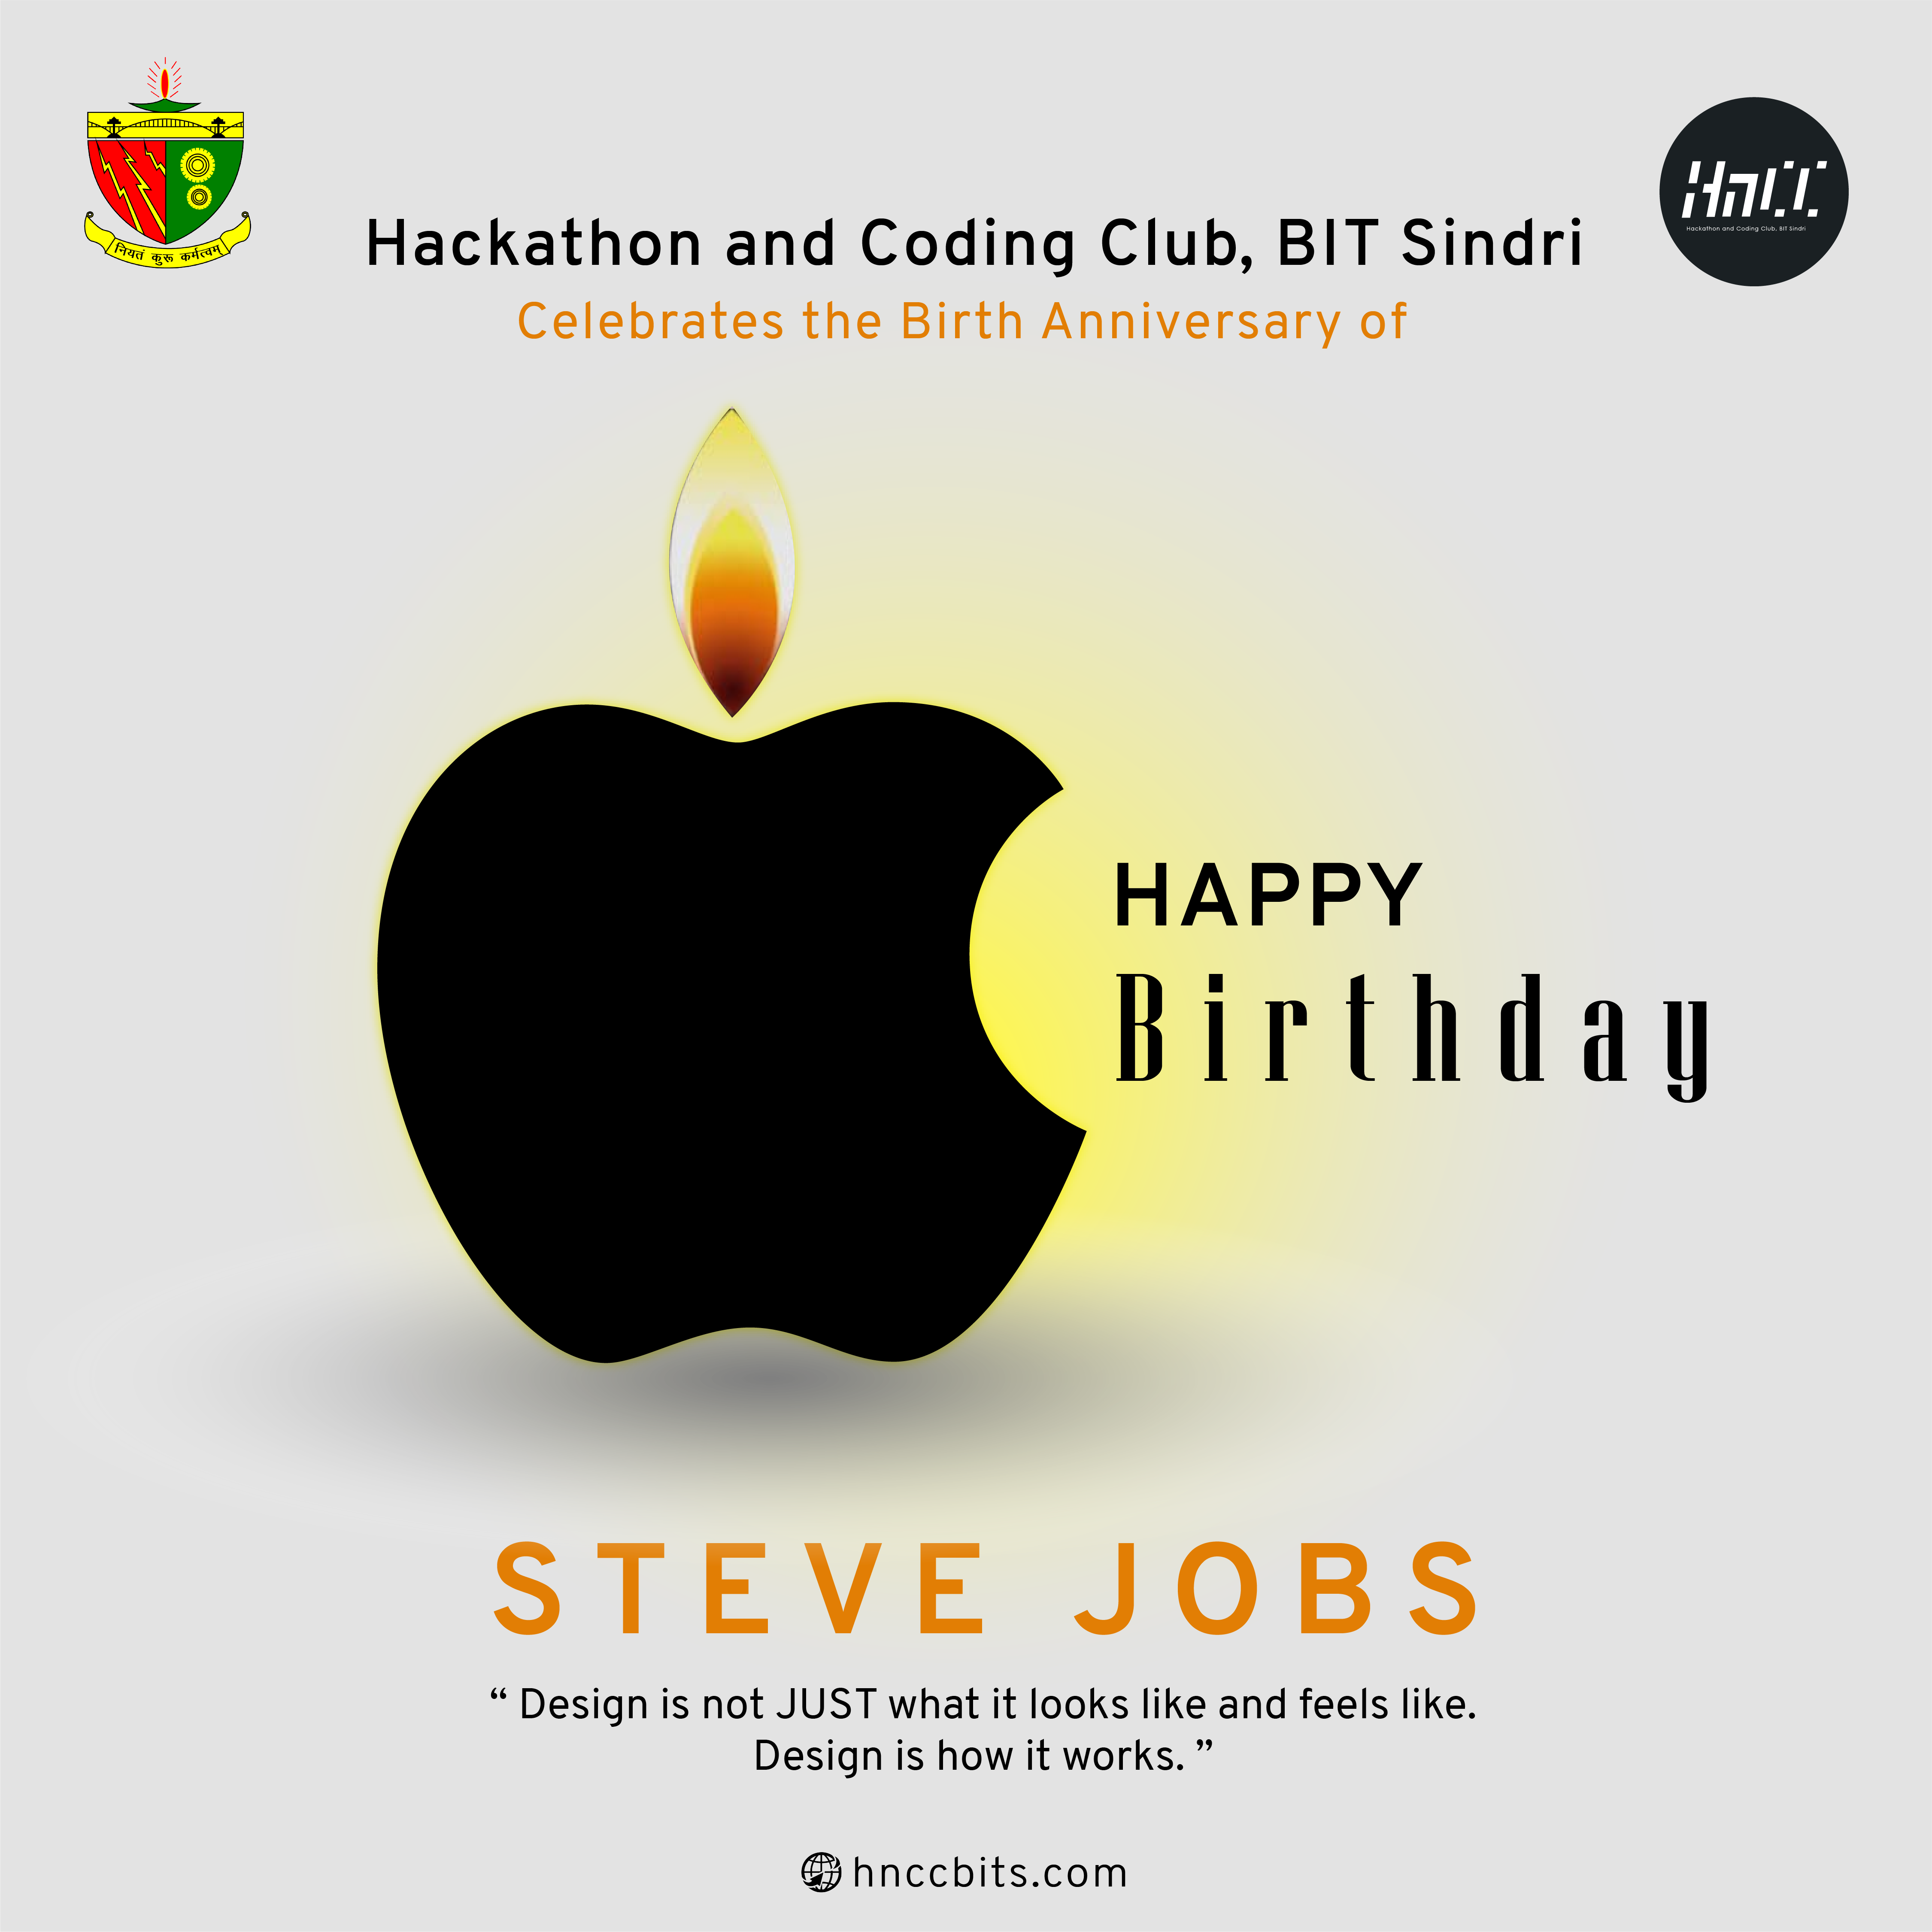 नियतं कुरू कर्मत्वम्
HnCC
Hackathon and Coding Club, BIT Sindri
Hackathon and Coding Club, BIT Sindri
Celebrates the Birth Anniversary of
HAPPY
Birthday
STEVE JOBS
“ Design is not JUST what it looks like and feels like.
Design is how it works. ”
hnccbits.com